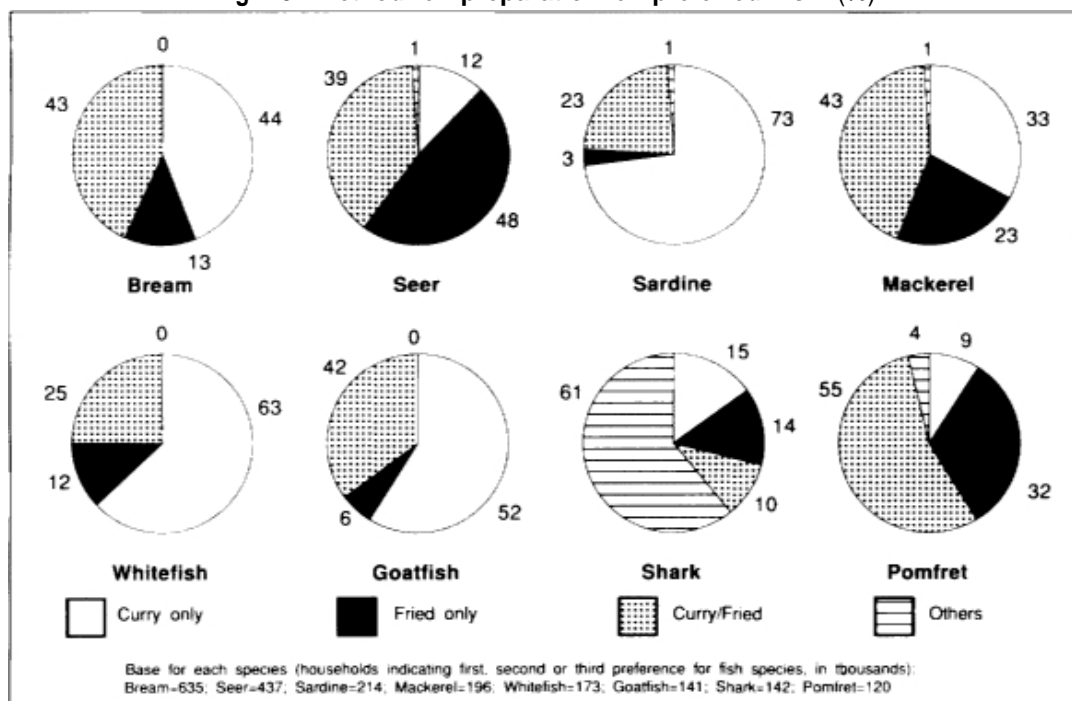 0
43
44
13
Bream
1
12
39
48
Seer
1
23
73
3
Sardine
1
43
33
23
Mackerel
0
25
63
12
Whitefish
0
42
6
52
Goatfish
15
61
14
10
Shark
4
9
55
32
Pomfret
Curry only
Fried only
Curry/Fried
Others
Base for each species (households indicating first, second or third preference for fish species, in thousands):
Bream=635; Seer=437; Sardine=214; Mackerel=196; Whitefish=173; Goatfish=141; Shark=142; Pomfret=120